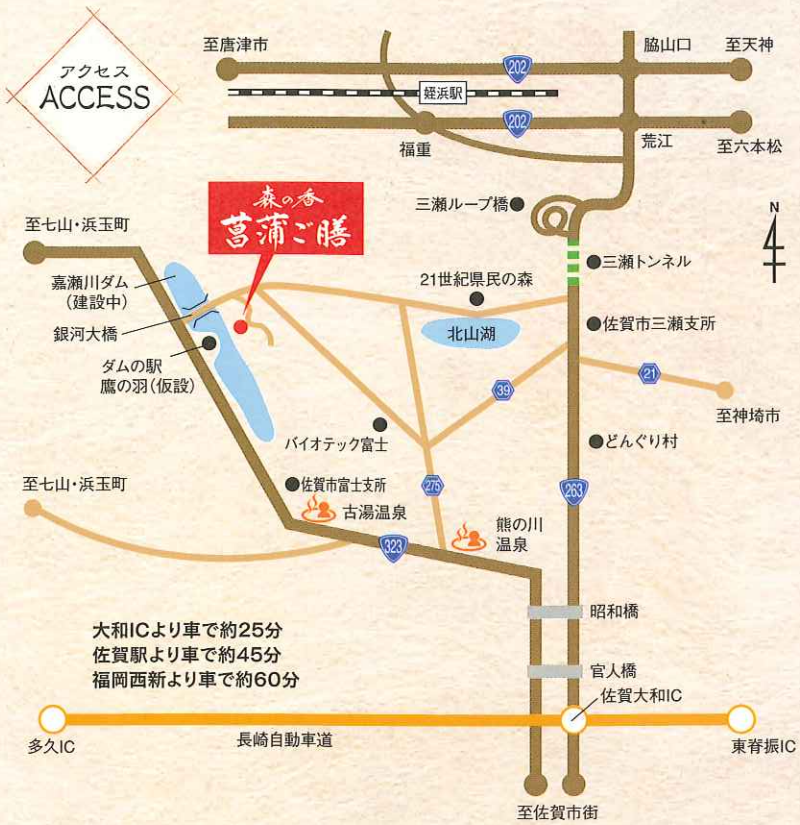 アクセス
ACCESS
至唐津市
202
脇山口
至天神
姪浜駅
202
福重
荒江
至六本松
森の香
菖蒲ご膳
三瀬ループ橋
N
至七山・浜玉町
三瀬トンネル
嘉瀬川ダム
(建設中)
21世紀県民の森
銀河大橋
北山湖
佐賀市三瀬支所
ダムの駅
鷹の羽(仮設)
39
21
至神埼市
バイオテック富士
どんぐり村
至七山・浜玉町
佐賀市富士支所
275
263
古湯温泉
熊の川
温泉
323
昭和橋
大和ICより車で約25分
佐賀駅より車で約45分
福岡西新より車で約60分
官人橋
佐賀大和IC
多久IC
長崎自動車道
東脊振IC
至佐賀市街